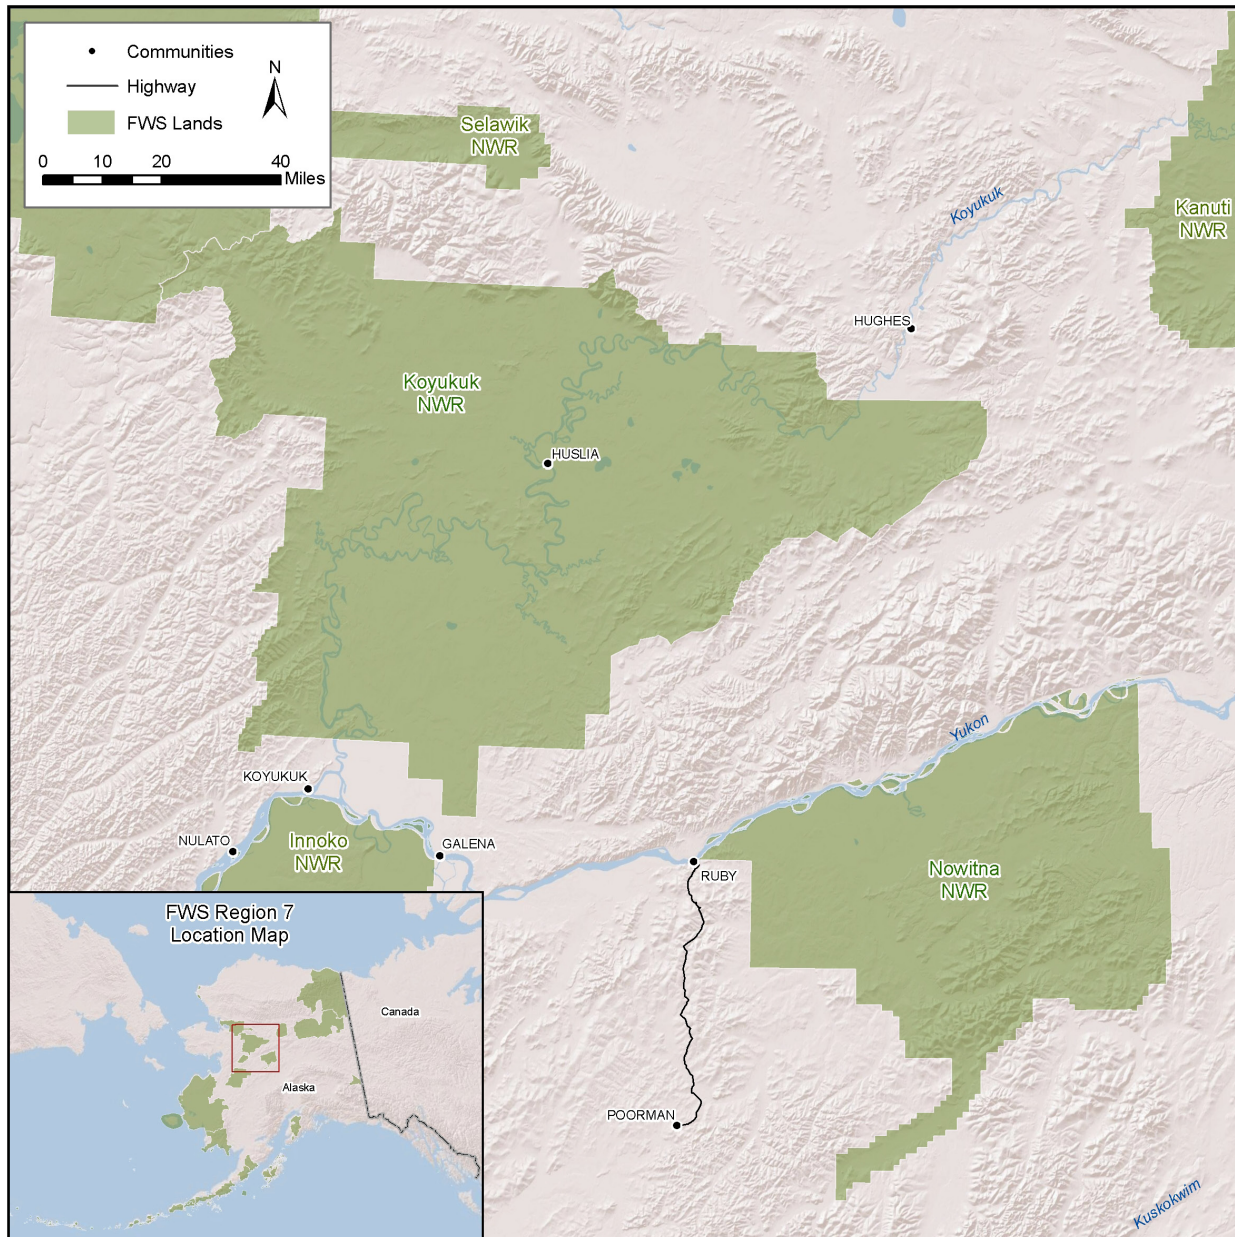 Communities
Highway
FWS Lands
N
0 10 20 40
Miles
Selawik
NWR
Koyukuk
Kanuti
NWR
HUGHES
Koyukuk
NWR
HUSLIA
Yukon
KOYUKUK
NULATO
Innoko
NWR
GALENA
RUBY
Nowitna
NWR
POORMAN
Kuskokwim
FWS Region 7
Location Map
Canada
Alaska